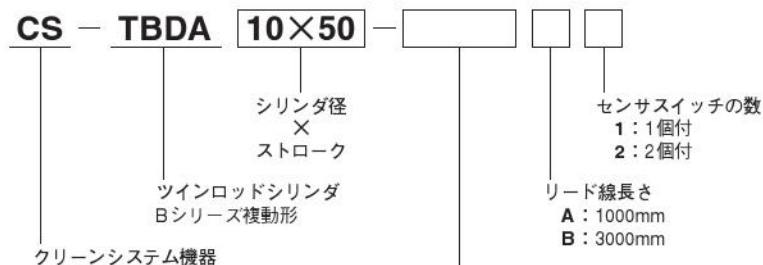 CS − TBDA 10×50 −
シリンダ径
×
ストローク
センサスイッチの数
1：1個付
2：2個付
ツインロッドシリンダ
Bシリーズ複動形
リード線長さ
A：1000mm
B：3000mm
クリーンシステム機器